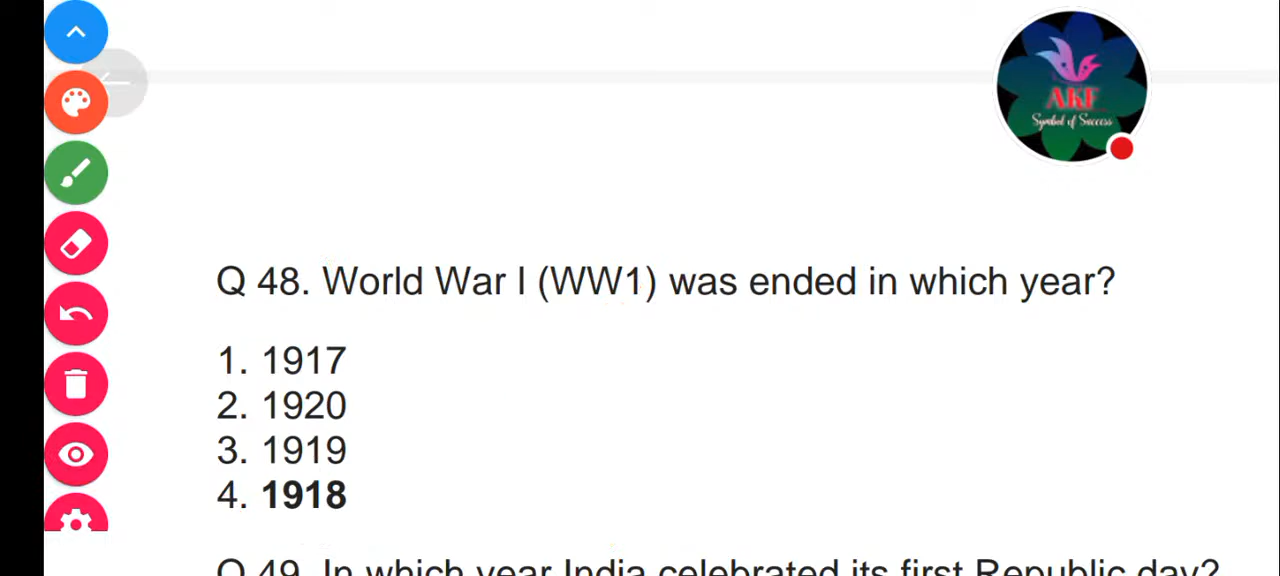 AKF
Symbol of Success
Q 48. World War I (WW1) was ended in which year?
1. 1917
2. 1920
3. 1919
4. 1918
Q 49. In which year India celebrated its first Republic day?